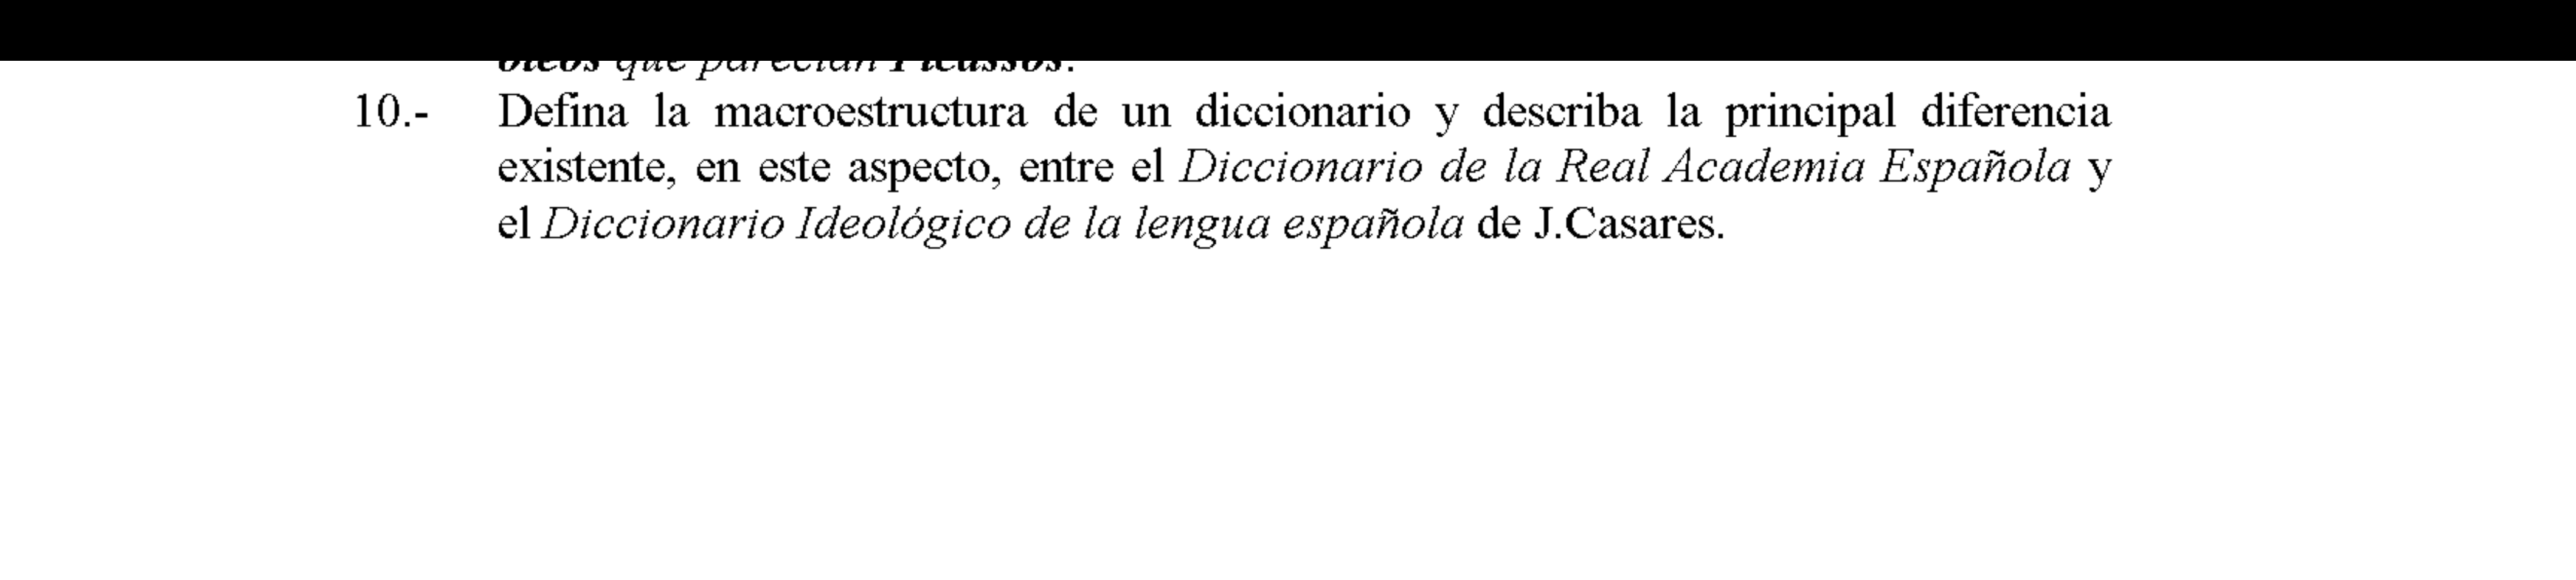 óleos que parecían Picassos.
10.- Defina la macroestructura de un diccionario y describa la principal diferencia
existente, en este aspecto, entre el Diccionario de la Real Academia Española y
el Diccionario Ideológico de la lengua española de J.Casares.